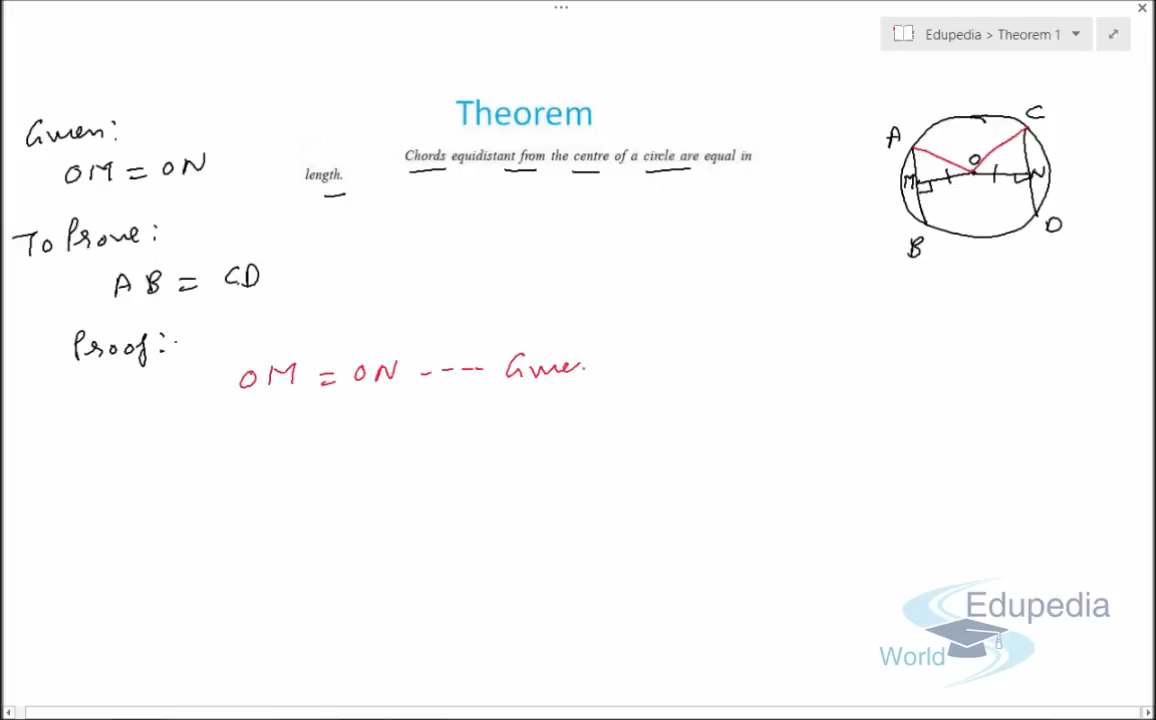 Edupedia > Theorem 1
Theorem
Chords equidistant from the centre of a circle are equal in
length.
Given:
OM = ON
To Prove:
AB = CD
Proof:
OM = ON ---- Given
A
C
O
M
N
B
D
Edupedia
World